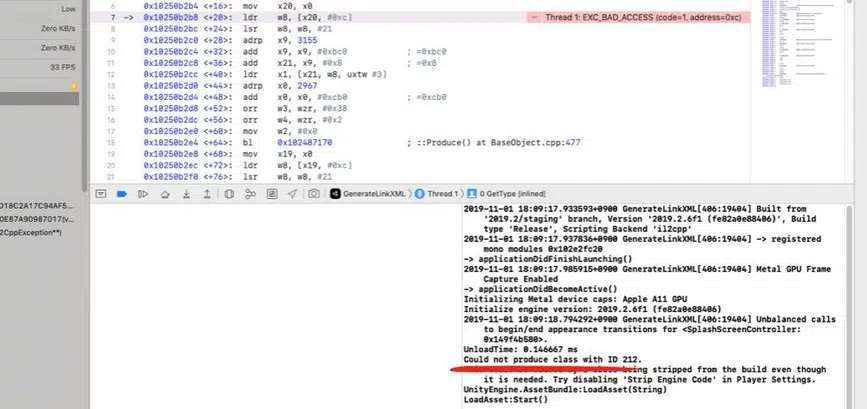 Low
Zero KB/s
Zero KB/s
33 FPS
D18C2A17C94AF5...
0E87A90987017(v...
2CppException**)
6 0x10250b2b4 <+16>: mov x20, x0
7 -> 0x10250b2b8 <+20>: ldr w8, [x20, #0xc] Thread 1: EXC_BAD_ACCESS (code=1, address=0xc)
8 0x10250b2bc <+24>: lsr w8, w8, #21
9 0x10250b2c0 <+28>: adrp x9, 3155
10 0x10250b2c4 <+32>: add x9, x9, #0xbc0 ; =0xbc0
11 0x10250b2c8 <+36>: add x21, x9, #0x8 ; =0x8
12 0x10250b2cc <+40>: ldr x1, [x21, w8, uxtw #3]
13 0x10250b2d0 <+44>: adrp x0, 2967
14 0x10250b2d4 <+48>: add x0, x0, #0xcb0 ; =0xcb0
15 0x10250b2d8 <+52>: orr w3, wzr, #0x38
16 0x10250b2dc <+56>: orr w4, wzr, #0x2
17 0x10250b2e0 <+60>: mov w2, #0x0
18 0x10250b2e4 <+64>: bl 0x102487170 ; ::Produce() at BaseObject.cpp:477
19 0x10250b2e8 <+68>: mov x19, x0
20 0x10250b2ec <+72>: ldr w8, [x19, #0xc]
21 0x10250b2f0 <+76>: lsr w8, w8, #21
GenerateLinkXML Thread 1 0 GetType [inlined]
2019-11-01 18:09:17.933593+0900 GenerateLinkXML[406:19404] Built from
'2019.2/staging' branch, Version '2019.2.6f1 (fe82a0e88406)', Build
type 'Release', Scripting Backend 'il2cpp'
2019-11-01 18:09:17.937836+0900 GenerateLinkXML[406:19404] -> registered
mono modules 0x102e2fc20
-> applicationDidFinishLaunching()
2019-11-01 18:09:17.985915+0900 GenerateLinkXML[406:19404] Metal GPU Frame
Capture Enabled
-> applicationDidBecomeActive()
Initializing Metal device caps: Apple A11 GPU
Initialize engine version: 2019.2.6f1 (fe82a0e88406)
2019-11-01 18:09:18.794292+0900 GenerateLinkXML[406:19404] Unbalanced calls
to begin/end appearance transitions for <SplashScreenController:
0x149f4b580>.
UnloadTime: 0.146667 ms
Could not produce class with ID 212.
being stripped from the build even though
it is needed. Try disabling 'Strip Engine Code' in Player Settings.
UnityEngine.AssetBundle:LoadAsset(String)
LoadAsset:Start()